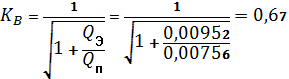 K_B = 1/√(1 + Q_Э/Q_П) = 1/√(1 + 0,0095₂/0,0075₆) = 0,67